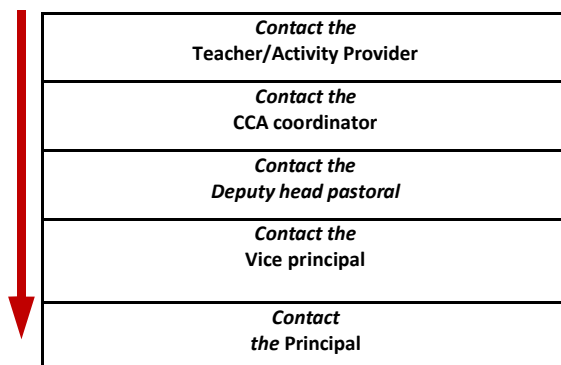 Contact the
Teacher/Activity Provider
Contact the
CCA coordinator
Contact the
Deputy head pastoral
Contact the
Vice principal
Contact
the Principal